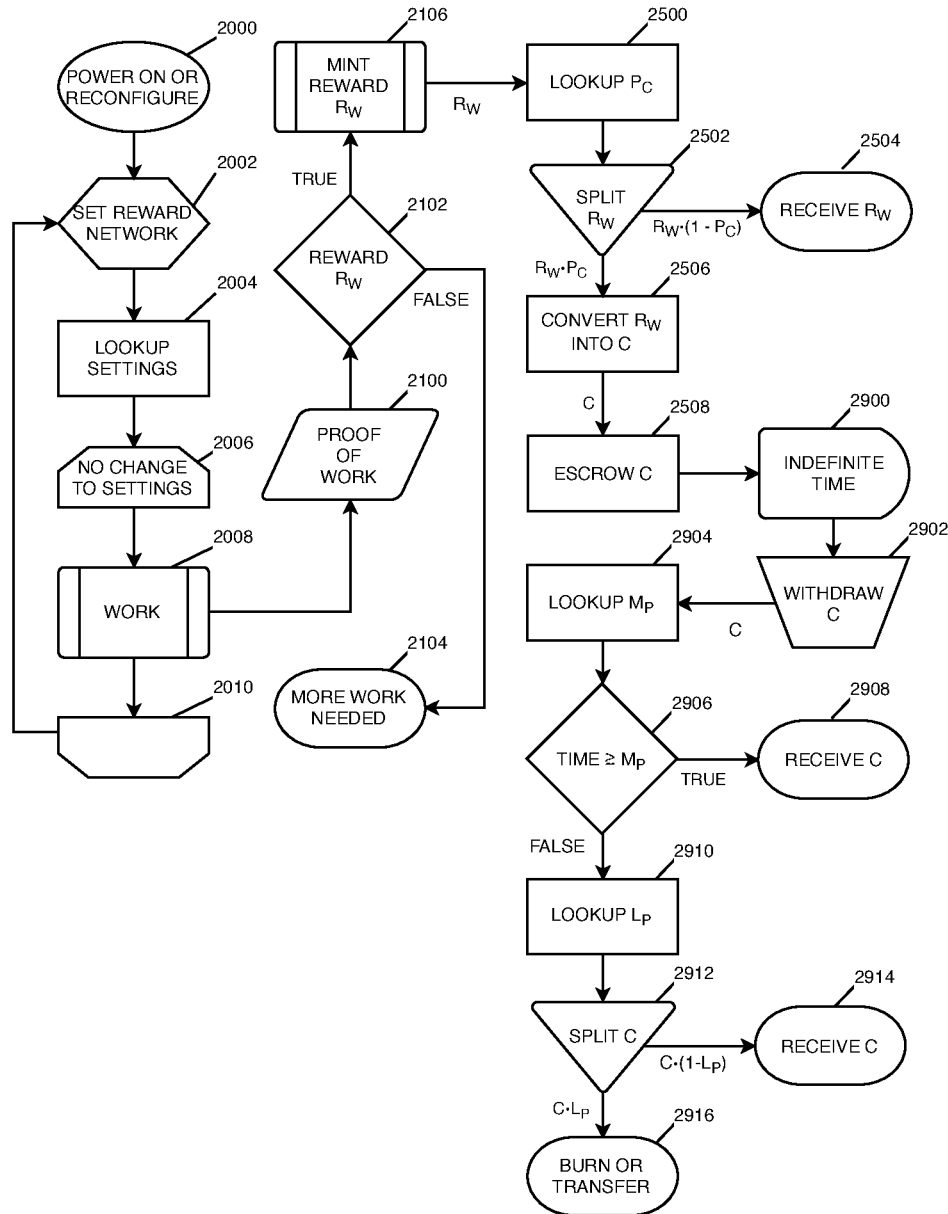 2000
POWER ON OR
RECONFIGURE
2002
SET REWARD
NETWORK
2004
LOOKUP
SETTINGS
2006
NO CHANGE
TO SETTINGS
2008
WORK
2010
2106
MINT
REWARD
RW
RW
TRUE
2102
REWARD
RW
FALSE
2100
PROOF
OF
WORK
2104
MORE WORK
NEEDED
2500
LOOKUP PC
2502
SPLIT
RW
2504
RECEIVE RW
RW·(1 - PC)
RW·PC
2506
CONVERT RW
INTO C
C
2508
ESCROW C
2900
INDEFINITE
TIME
2902
WITHDRAW
C
C
2904
LOOKUP MP
2906
TIME ≥ MP
TRUE
2908
RECEIVE C
FALSE
2910
LOOKUP LP
2912
SPLIT C
2914
RECEIVE C
C·(1-LP)
C·LP
2916
BURN OR
TRANSFER